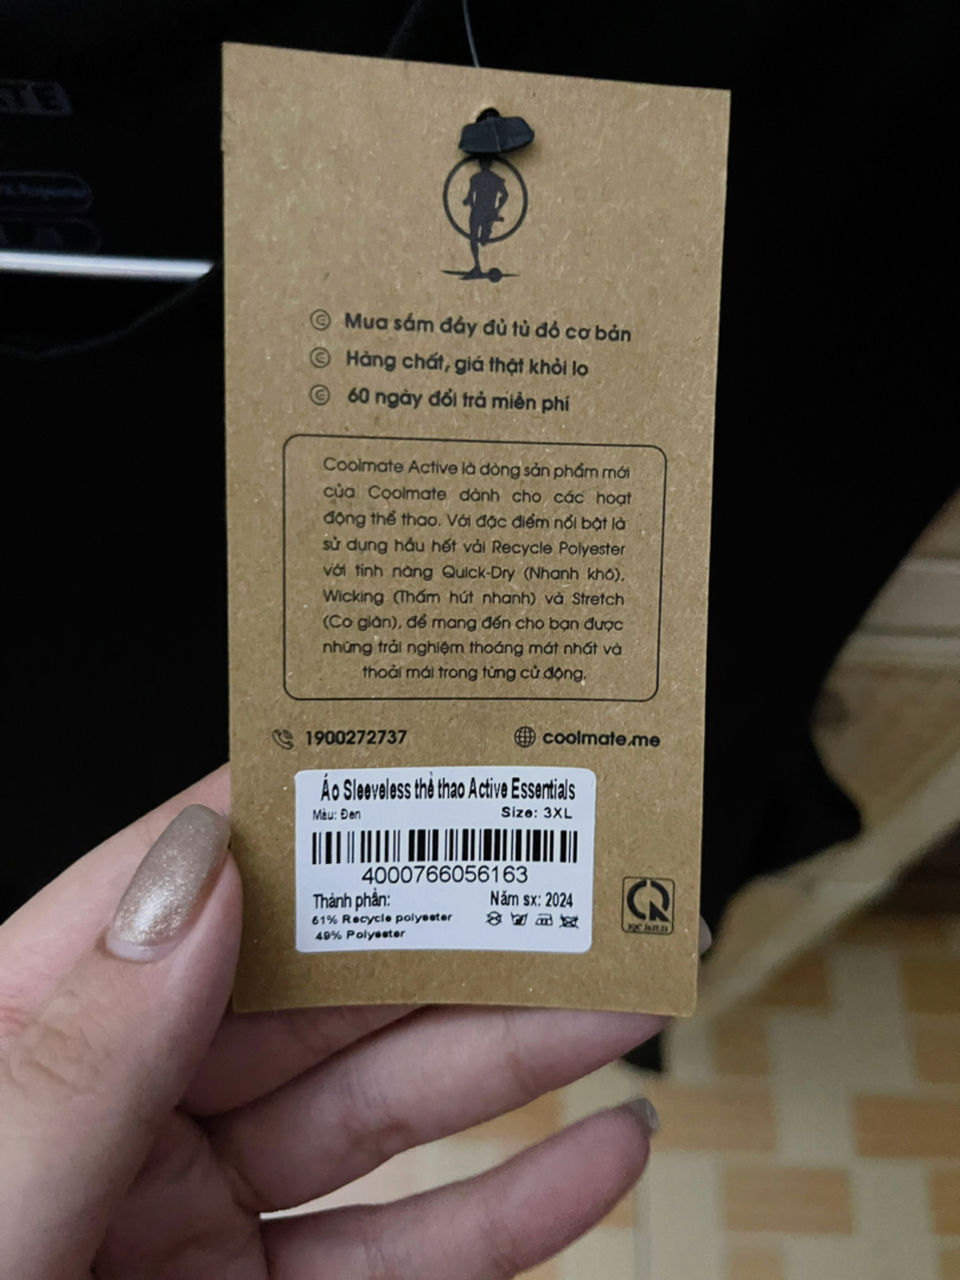 Mua sắm đầy đủ tủ đồ cơ bản
Hàng chất, giá thật khỏi lo
60 ngày đổi trả miễn phí
Coolmate Active là dòng sản phẩm mới
của Coolmate dành cho các hoạt
động thể thao. Với đặc điểm nổi bật là
sử dụng hầu hết vải Recycle Polyester
với tính năng Quick-Dry (Nhanh khô),
Wicking (Thấm hút nhanh) và Stretch
(Co giãn), để mang đến cho bạn được
những trải nghiệm thoáng mát nhất và
thoải mái trong từng cử động.
1900272737 coolmate.me
Áo Sleeveless thể thao Active Essentials
Màu: Đen Size: 3XL
4000766056163
Thành phần: Năm sx: 2024
61% Recycle polyester
49% Polyester